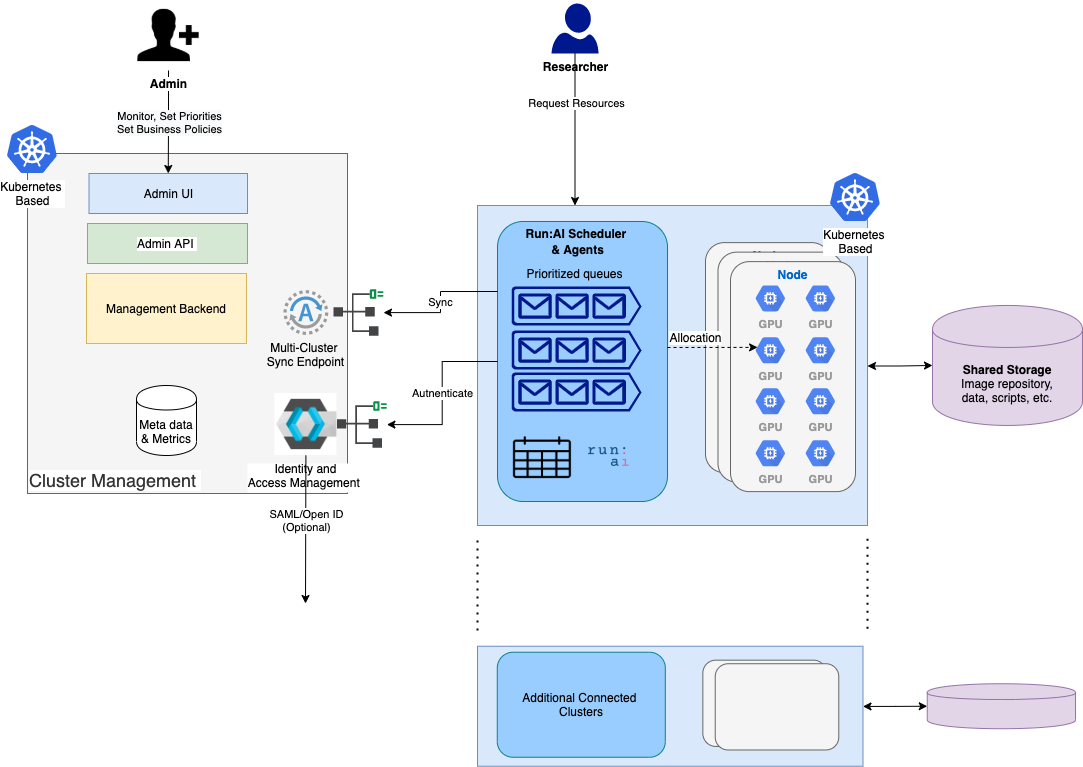 Admin
Monitor, Set Priorities
Set Business Policies
Kubernetes
Based
Admin UI
Admin API
Management Backend
Multi-Cluster
Sync Endpoint
Meta data
& Metrics
Identity and
Access Management
Cluster Management
SAML/Open ID
(Optional)
Researcher
Request Resources
Sync
Autnenticate
Run:AI Scheduler
& Agents
Prioritized queues
run:
ai
Allocation
Kubernetes
Based
Node
GPU GPU
GPU GPU
GPU GPU
GPU GPU
Shared Storage
Image repository,
data, scripts, etc.
Additional Connected
Clusters